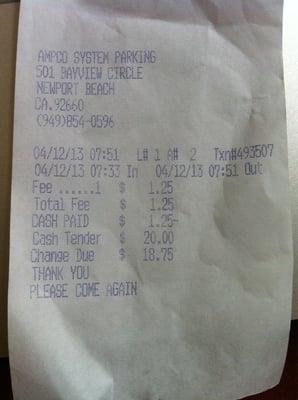 AMPCO SYSTEM PARKING
501 BAYVIEW CIRCLE
NEWPORT BEACH
CA.92660
(949)854-0596
04/12/13 07:51 L# 1 A# 2 Txn#493507
04/12/13 07:33 In 04/12/13 07:51 Out
Fee ......1 $ 1.25
Total Fee $ 1.25
CASH PAID $ 1.25-
Cash Tender $ 20.00
Change Due $ 18.75
THANK YOU
PLEASE COME AGAIN